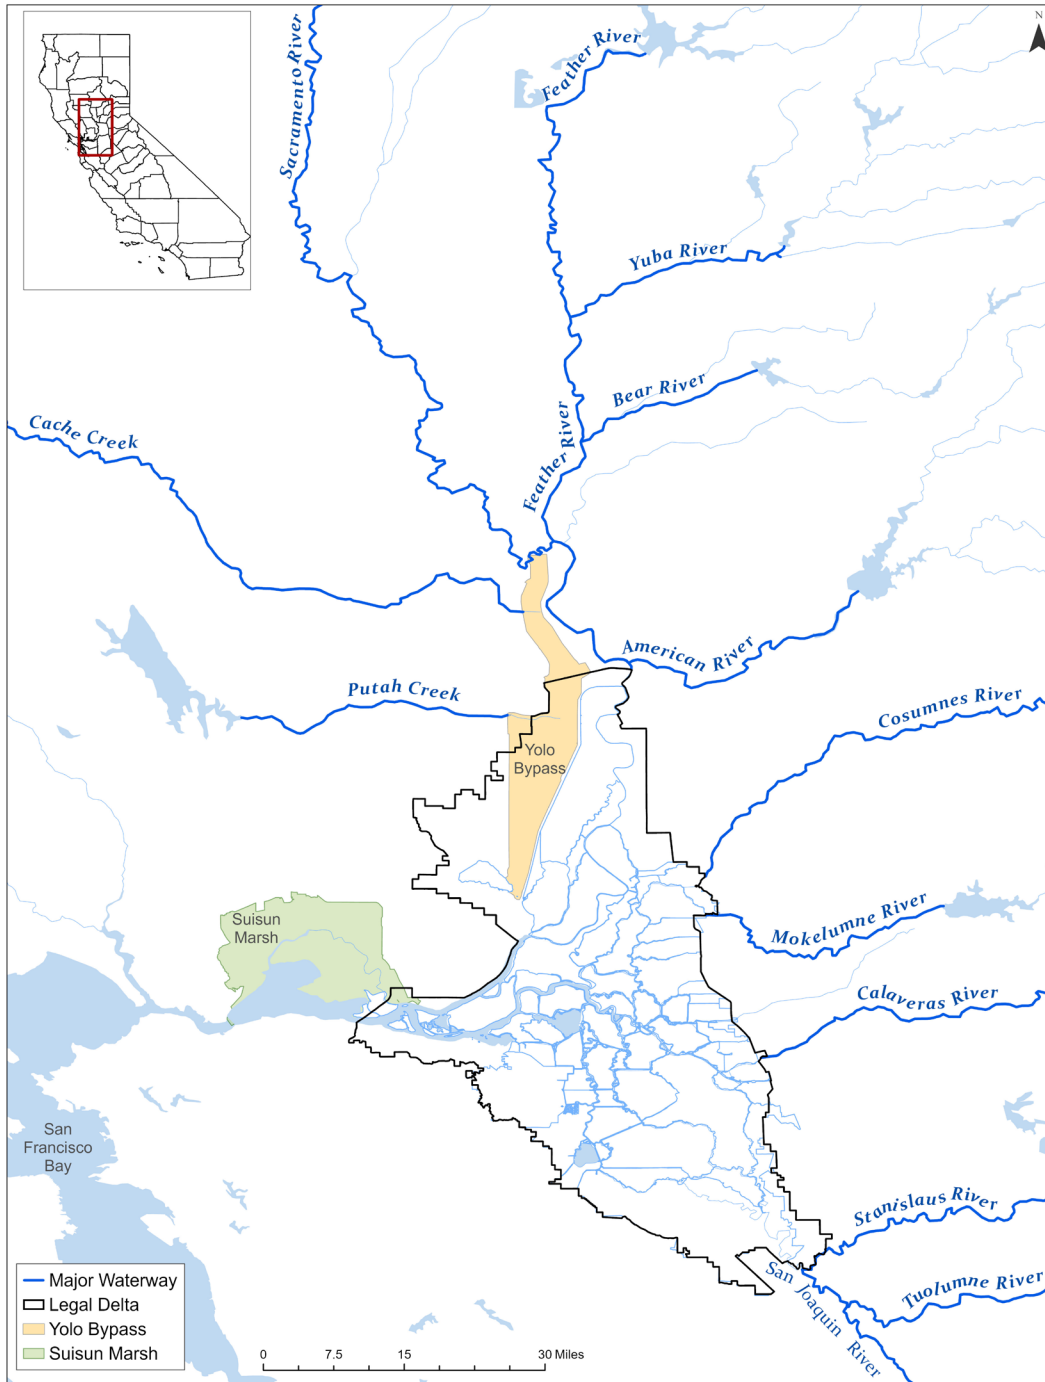 N
Sacramento River
Feather River
Yuba River
Bear River
Feather River
Cache Creek
American River
Putah Creek
Cosumnes River
Yolo
Bypass
Suisun
Marsh
Mokelumne River
Calaveras River
San
Francisco
Bay
Stanislaus River
San Joaquin River
Tuolumne River
Major Waterway
Legal Delta
Yolo Bypass
Suisun Marsh
0 7.5 15 30 Miles